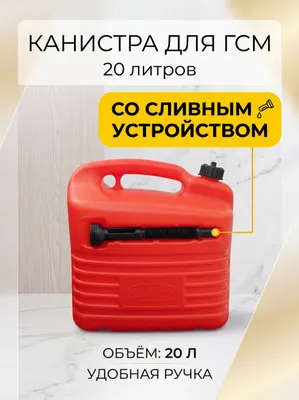 КАНИСТРА ДЛЯ ГСМ
20 литров
СО СЛИВНЫМ
УСТРОЙСТВОМ
ОБЪЁМ: 20 Л
УДОБНАЯ РУЧКА